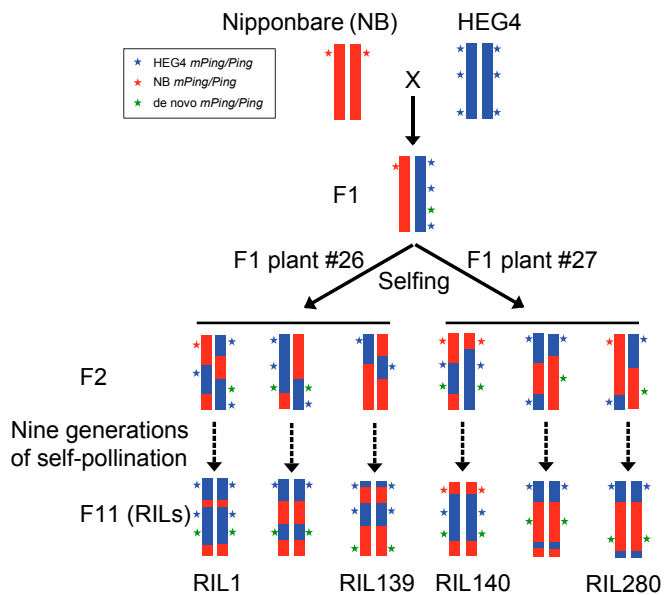 Nipponbare (NB)
HEG4
HEG4 mPing/Ping
NB mPing/Ping
de novo mPing/Ping
X
F1
F1 plant #26
F1 plant #27
Selfing
F2
Nine generations
of self-pollination
F11 (RILs)
RIL1
RIL139
RIL140
RIL280